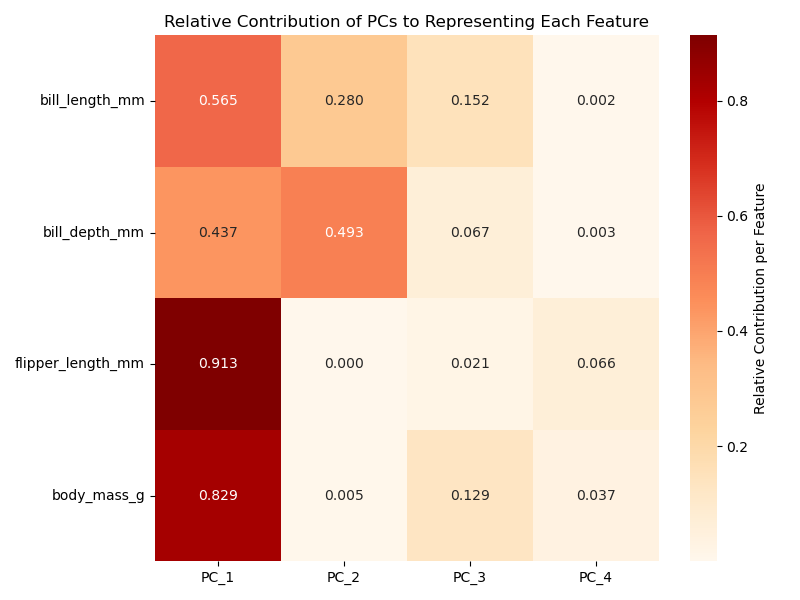 Relative Contribution of PCs to Representing Each Feature
bill_length_mm 0.565 0.280 0.152 0.002
bill_depth_mm 0.437 0.493 0.067 0.003
flipper_length_mm 0.913 0.000 0.021 0.066
body_mass_g 0.829 0.005 0.129 0.037
PC_1 PC_2 PC_3 PC_4
0.8
0.6
0.4
0.2
Relative Contribution per Feature